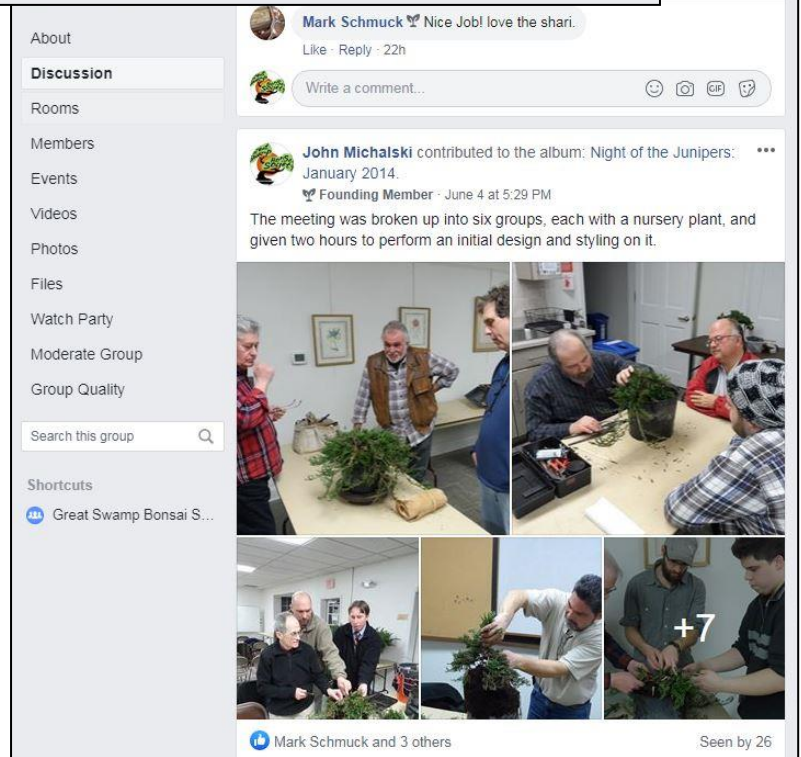 About
Discussion
Rooms
Members
Events
Videos
Photos
Files
Watch Party
Moderate Group
Group Quality
Search this group
Shortcuts
Great Swamp Bonsai S...
Mark Schmuck Nice Job! love the shari.
Like · Reply · 22h
Write a comment...
GIF
John Michalski contributed to the album: Night of the Junipers:
January 2014.
Founding Member · June 4 at 5:29 PM
The meeting was broken up into six groups, each with a nursery plant, and
given two hours to perform an initial design and styling on it.
+7
Mark Schmuck and 3 others
Seen by 26